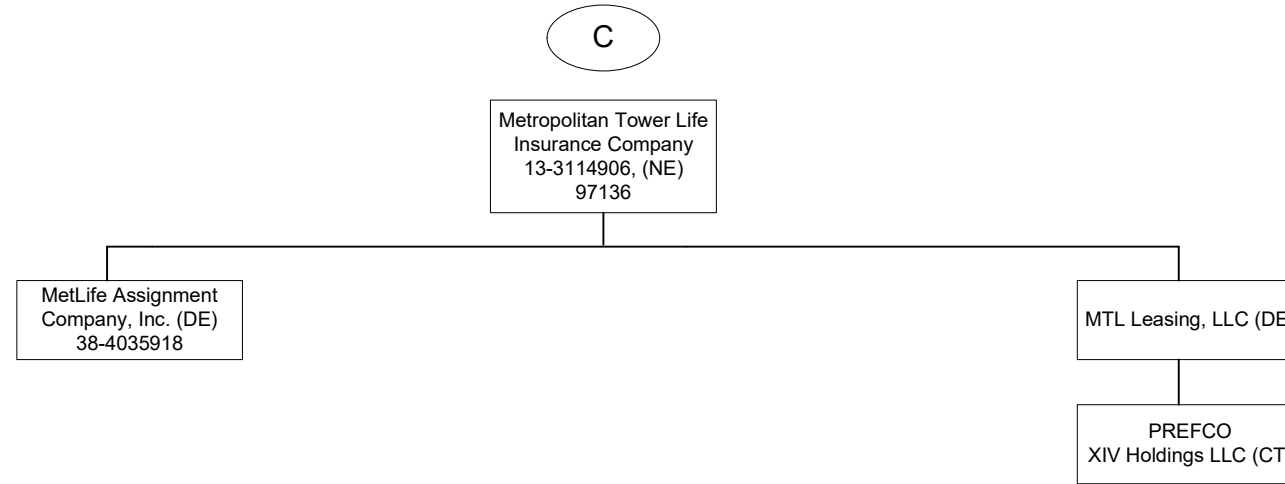 C
Metropolitan Tower Life
Insurance Company
13-3114906, (NE)
97136
MetLife Assignment
Company, Inc. (DE)
38-4035918
MTL Leasing, LLC (DE
PREFCO
XIV Holdings LLC (CT